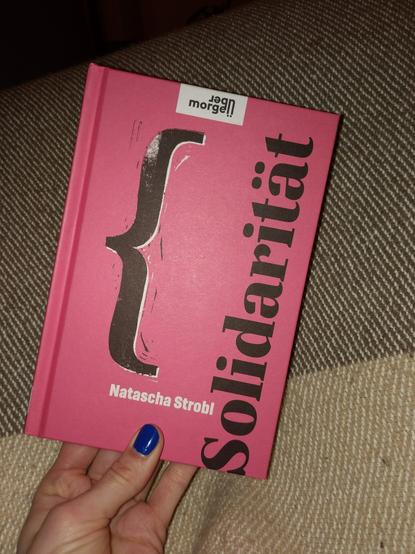 Über
morgen
Solidarität
Natascha Strobl